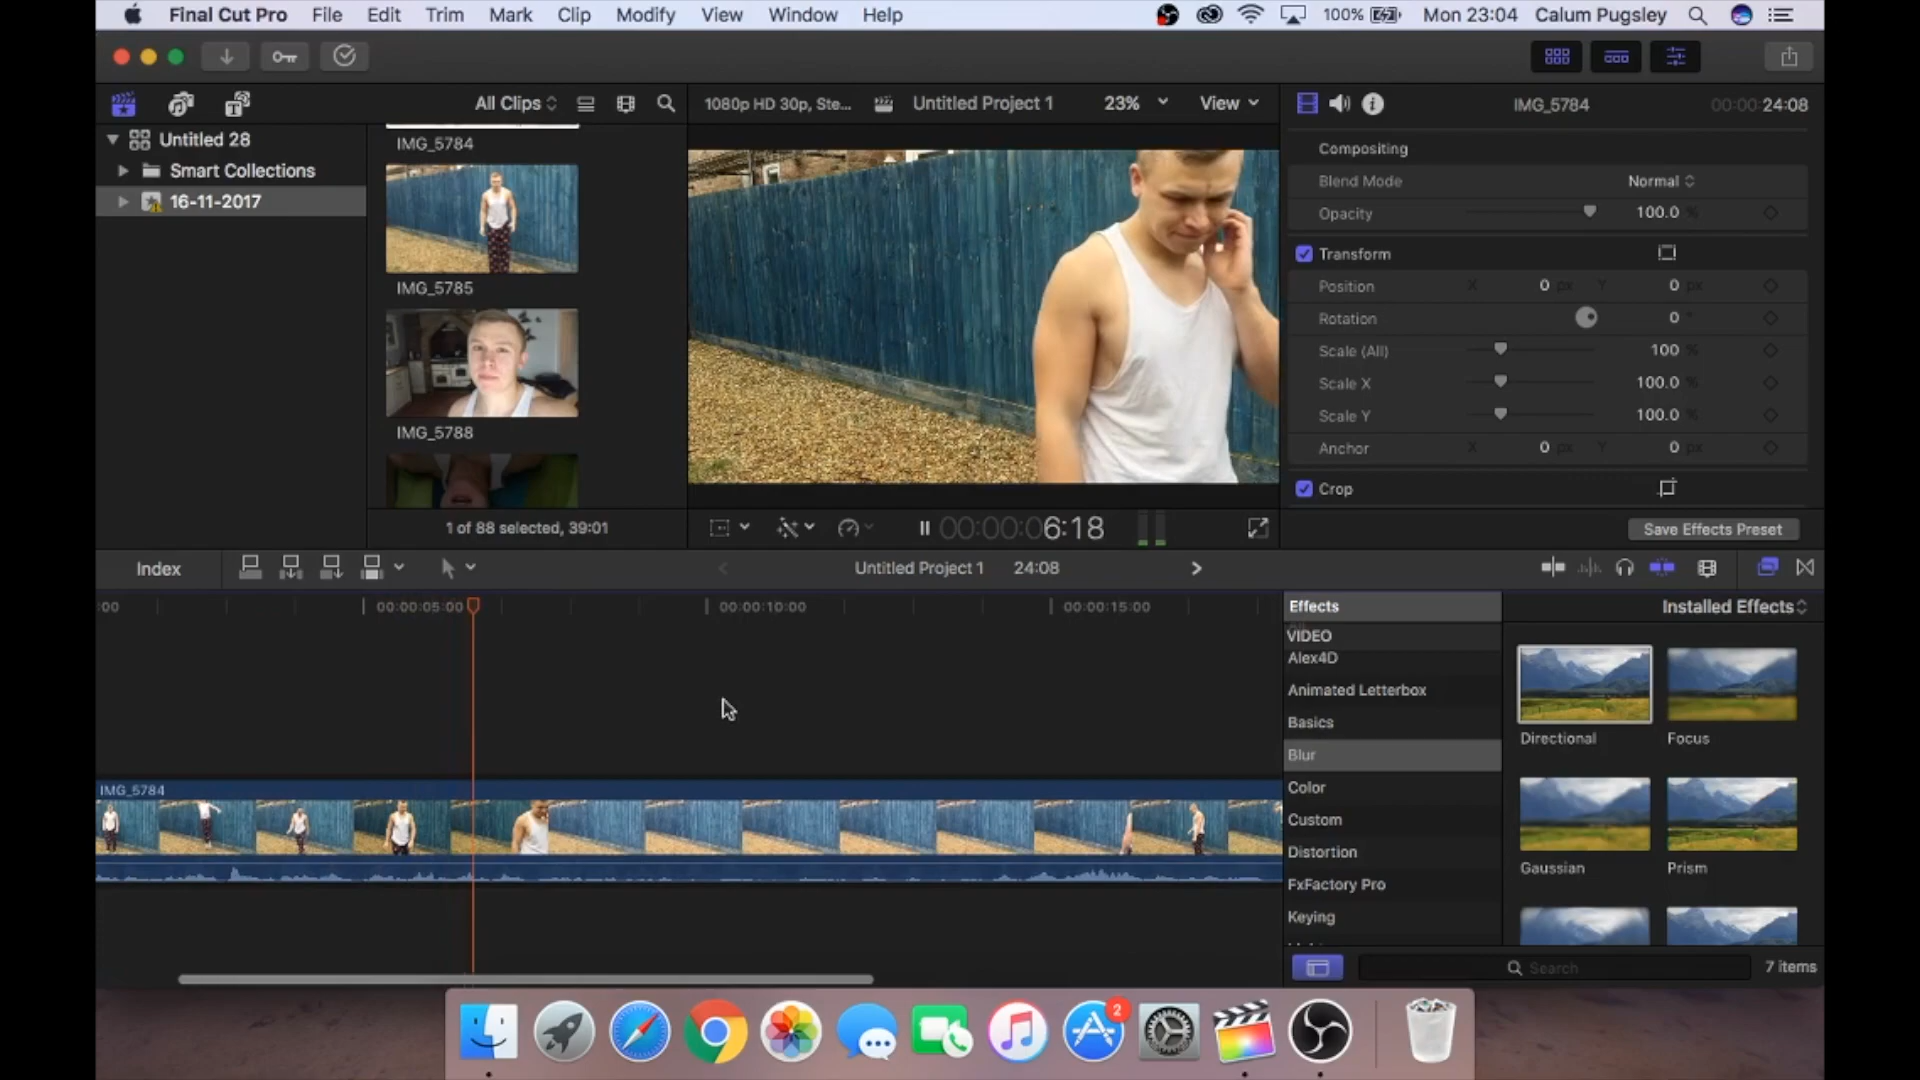 Final Cut Pro File Edit Trim Mark Clip Modify View Window Help 100% Mon 23:04 Calum Pugsley
All Clips
1080p HD 30p, Ste... Untitled Project 1 23% View
IMG_5784 00:00:24:08
Untitled 28
Smart Collections
16-11-2017
IMG_5784
IMG_5785
IMG_5788
1 of 88 selected, 39:01
00:00:06:18
Compositing
Blend Mode Normal
Opacity 100.0 %
Transform
Position X 0 px Y 0 px
Rotation 0 °
Scale (All) 100 %
Scale X 100.0 %
Scale Y 100.0 %
Anchor X 0 px Y 0 px
Crop
Save Effects Preset
Index
Untitled Project 1 24:08
:00 00:00:05:00 00:00:10:00 00:00:15:00
IMG_5784
Effects
VIDEO
Alex4D
Animated Letterbox
Basics
Blur
Color
Custom
Distortion
FxFactory Pro
Keying
Installed Effects
Directional
Focus
Gaussian
Prism
Search
7 items
2